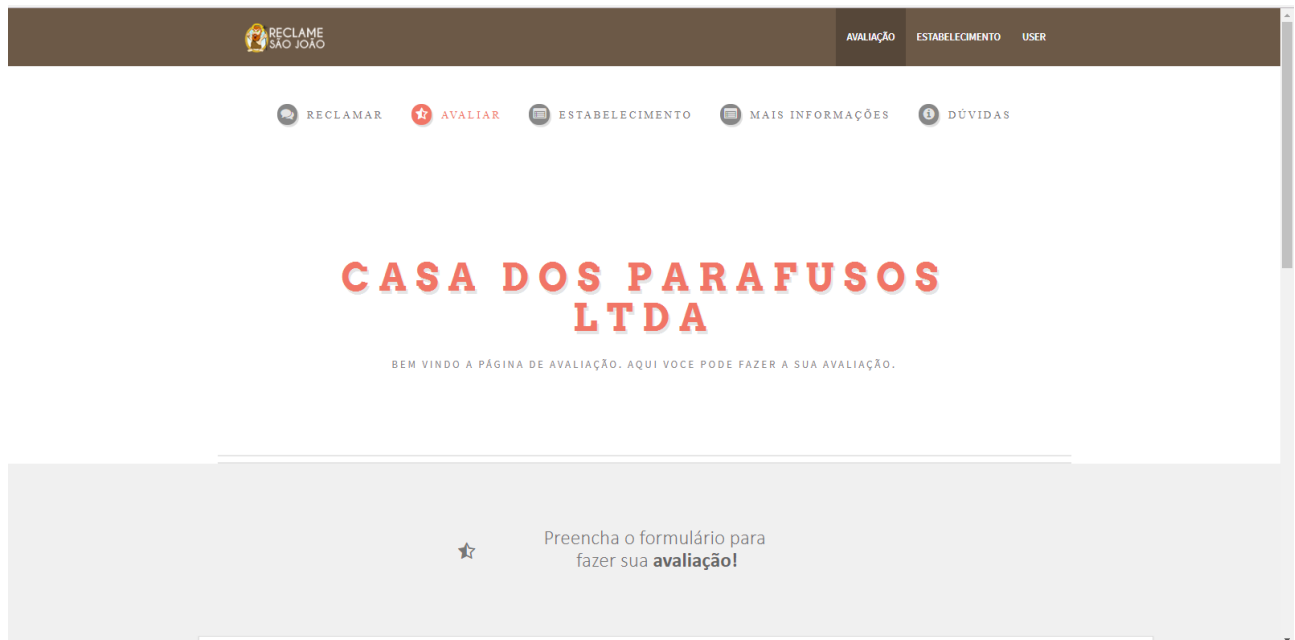 RECLAME
SÃO JOÃO
AVALIAÇÃO ESTABELECIMENTO USER
RECLAMAR AVALIAR ESTABELECIMENTO MAIS INFORMAÇÕES DÚVIDAS
CASA DOS PARAFUSOS
LTDA
BEM VINDO A PÁGINA DE AVALIAÇÃO. AQUI VOCE PODE FAZER A SUA AVALIAÇÃO.
Preencha o formulário para
fazer sua avaliação!